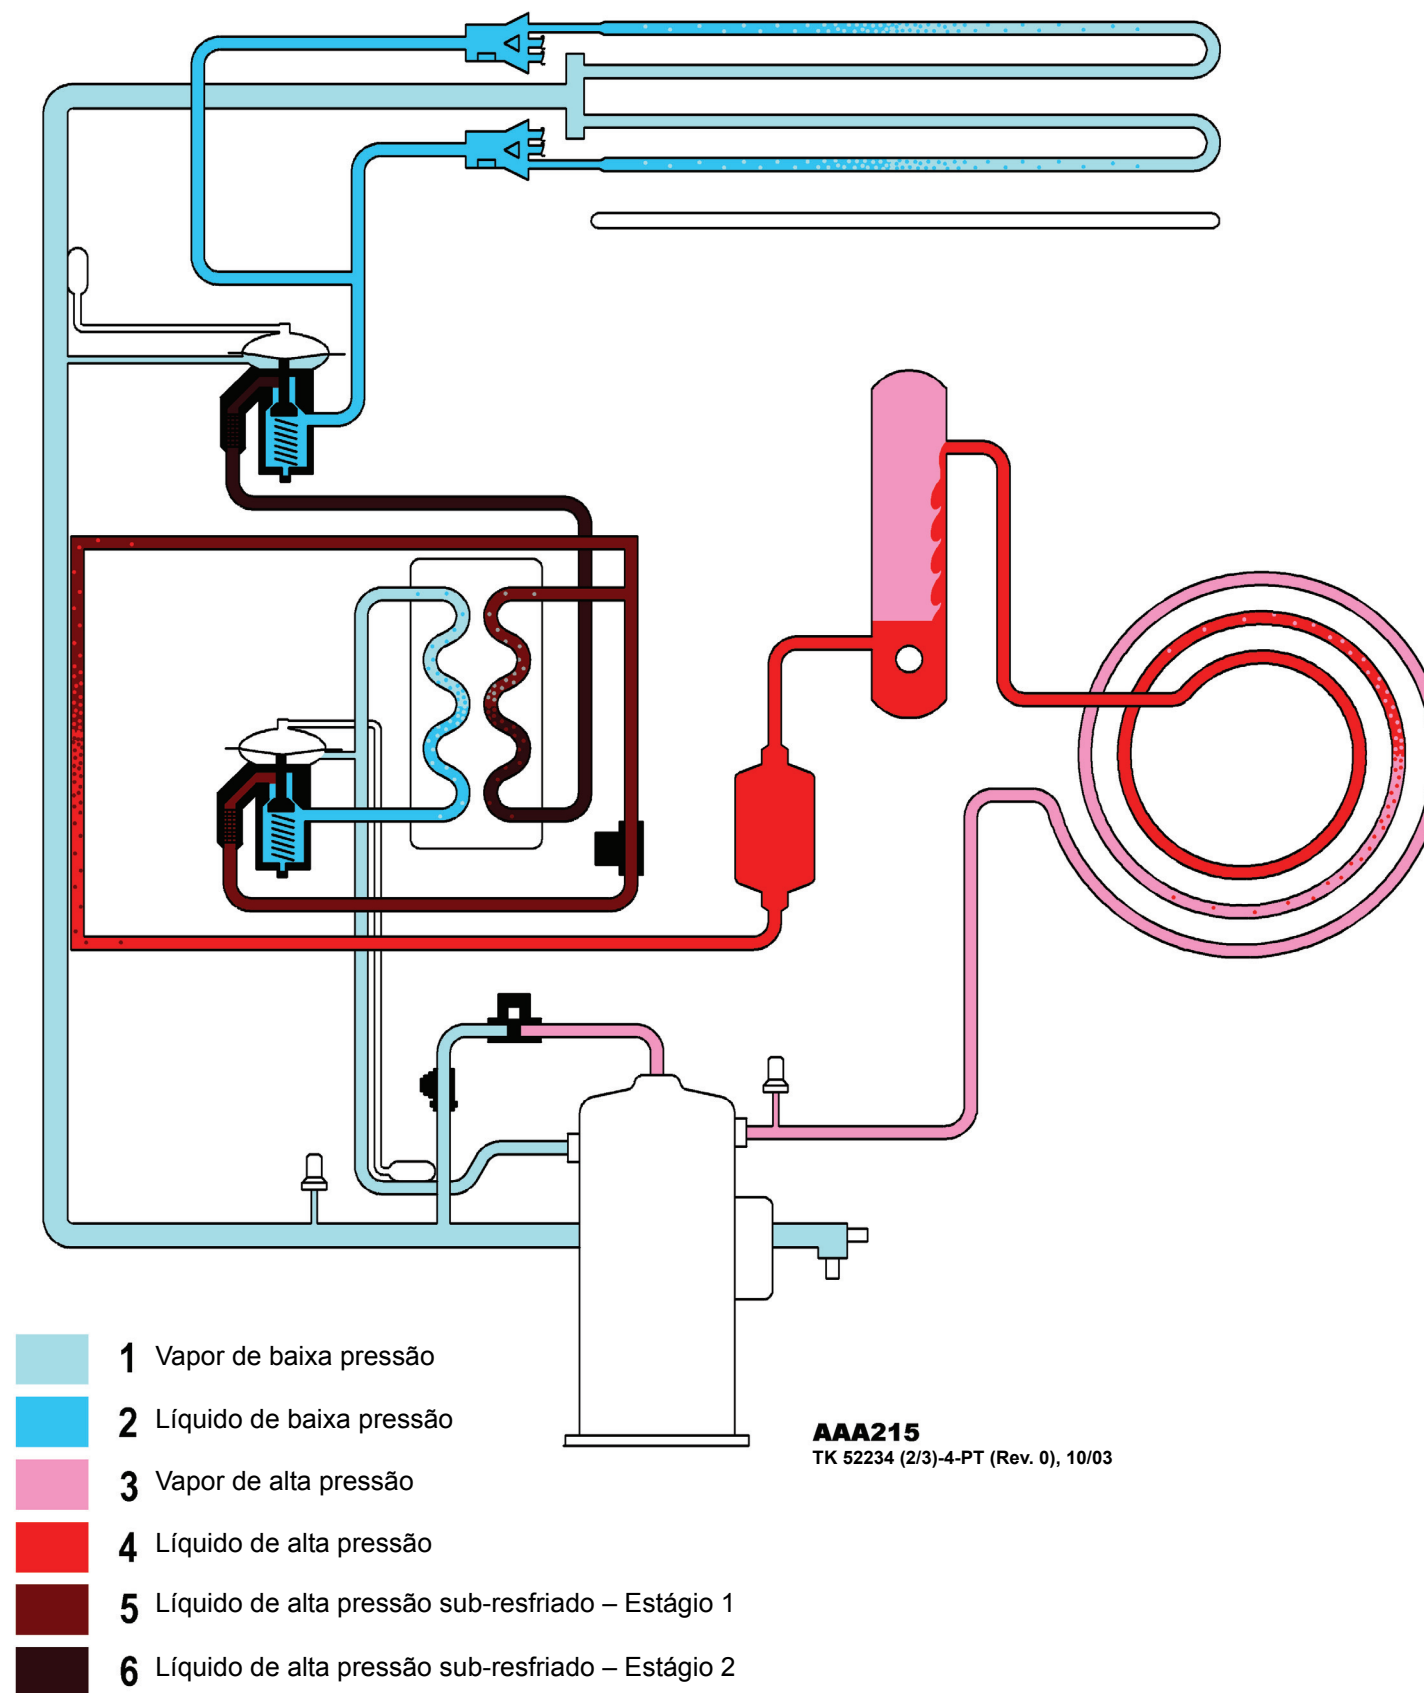 1 Vapor de baixa pressão
2 Líquido de baixa pressão
3 Vapor de alta pressão
4 Líquido de alta pressão
5 Líquido de alta pressão sub-resfriado – Estágio 1
6 Líquido de alta pressão sub-resfriado – Estágio 2
AAA215
TK 52234 (2/3)-4-PT (Rev. 0), 10/03